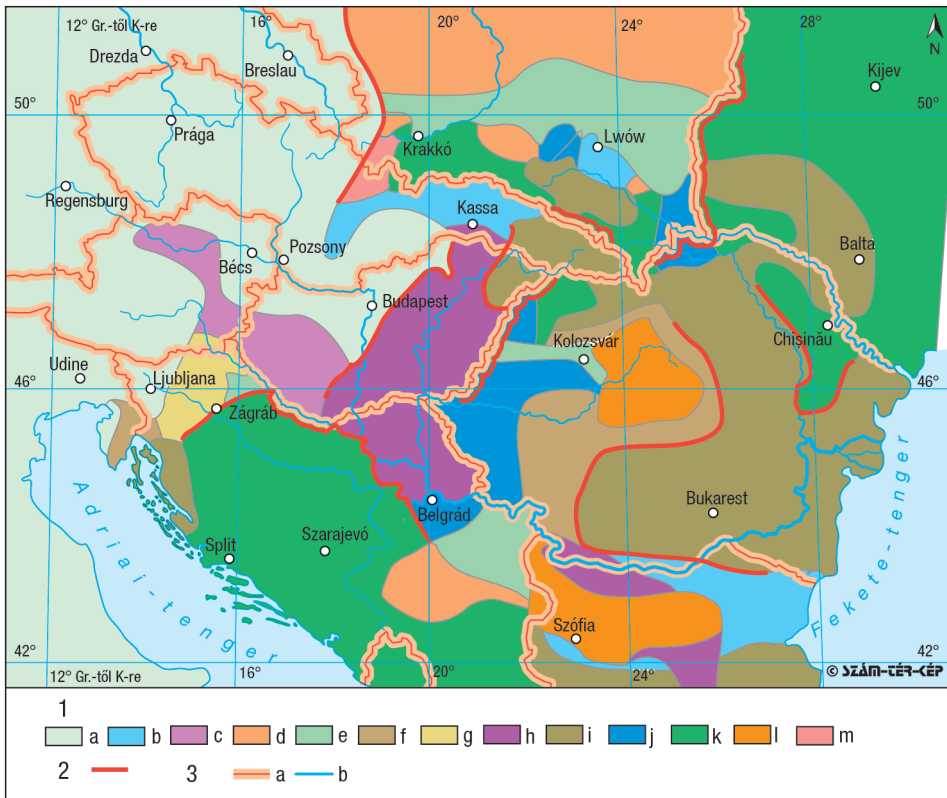 12° Gr.-től K-re
16°
20°
24°
28°
N
Drezda
Breslau
Kijev
50°
50°
Prága
Krakkó
Lwów
Regensburg
Kassa
Bécs
Pozsony
Balta
Budapest
Chișinău
Kolozsvár
Udine
Ljubljana
46°
46°
Zágráb
Belgrád
Bukarest
Szarajevó
Split
Adriai-tenger
Fekete-tenger
Szófia
42°
42°
12° Gr.-től K-re
16°
20°
24°
© SZÁM-TÉR-KÉP
1
a b c d e f g h i j k l m
2 3 a b